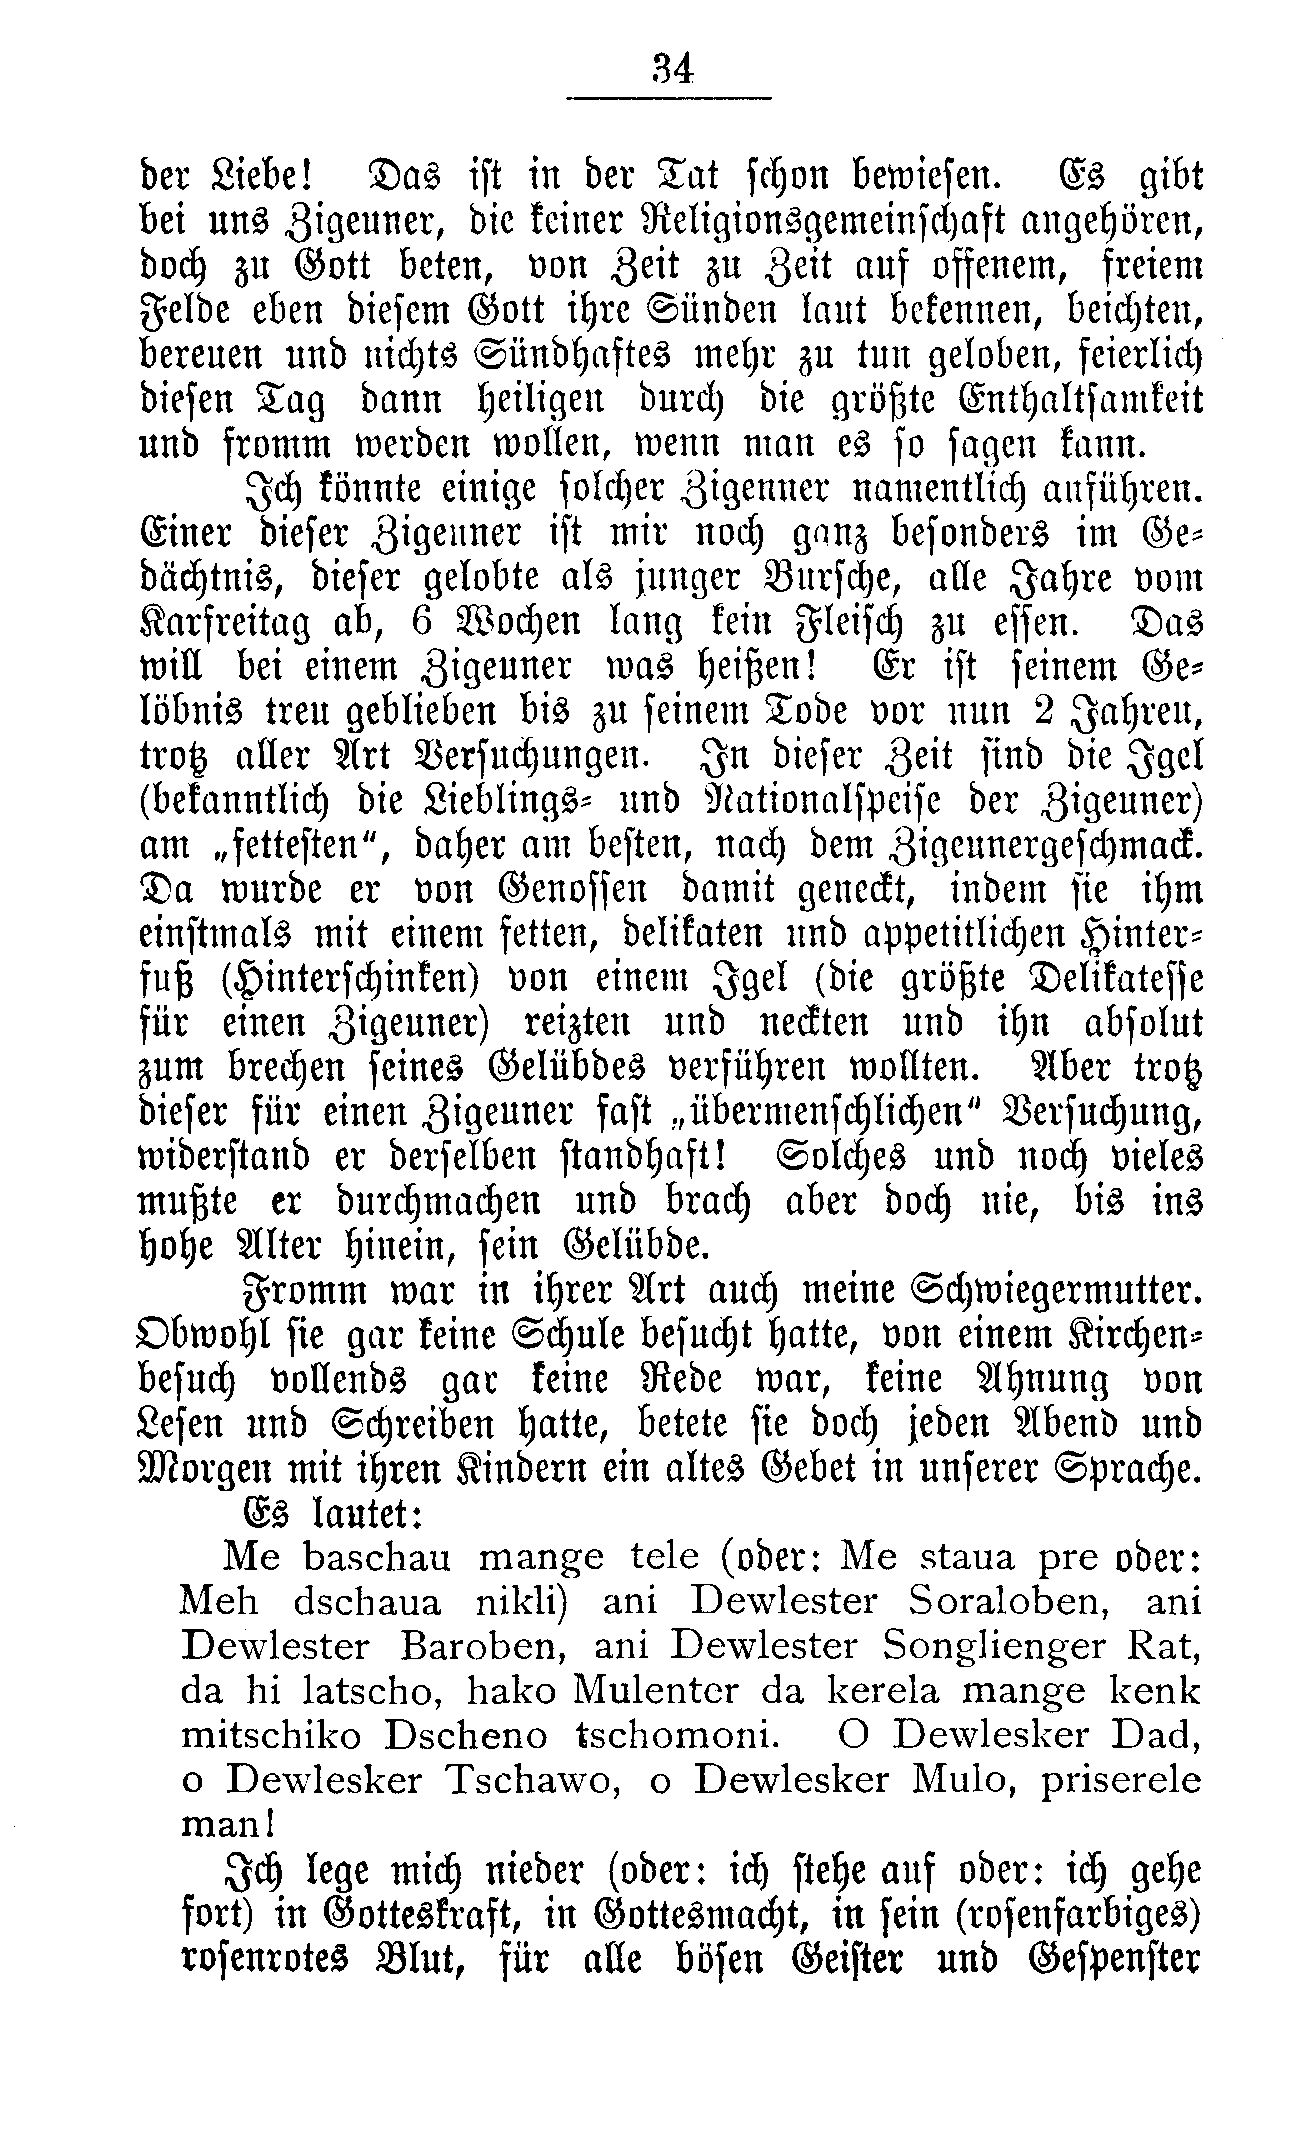 34
der Liebe! Das ist in der Tat schon bewiesen. Es gibt
bei uns Zigeuner, die keiner Religionsgemeinschaft angehören,
doch zu Gott beten, von Zeit zu Zeit auf offenem, freiem
Felde eben diesem Gott ihre Sünden laut bekennen, beichten,
bereuen und nichts Sündhaftes mehr zu tun geloben, feierlich
diesen Tag dann heiligen durch die größte Enthaltsamkeit
und fromm werden wollen, wenn man es so sagen kann.
Ich könnte einige solcher Zigeuner namentlich anführen.
Einer dieser Zigeuner ist mir noch ganz besonders im Ge-
dächtnis, dieser gelobte als junger Bursche, alle Jahre vom
Karfreitag ab, 6 Wochen lang kein Fleisch zu essen. Das
will bei einem Zigeuner was heißen! Er ist seinem Ge-
löbnis treu geblieben bis zu seinem Tode vor nun 2 Jahren,
trotz aller Art Versuchungen. In dieser Zeit sind die Igel
(bekanntlich die Lieblings- und Nationalspeise der Zigeuner)
am „fettesten“, daher am besten, nach dem Zigeunergeschmack.
Da wurde er von Genossen damit geneckt, indem sie ihm
einstmals mit einem fetten, delikaten und appetitlichen Hinter-
fuß (Hinterschinken) von einem Igel (die größte Delikatesse
für einen Zigeuner) reizten und neckten und ihn absolut
zum brechen seines Gelübdes verführen wollten. Aber trotz
dieser für einen Zigeuner fast „übermenschlichen“ Versuchung,
widerstand er derselben standhaft! Solches und noch vieles
mußte er durchmachen und brach aber doch nie, bis ins
hohe Alter hinein, sein Gelübde.
Fromm war in ihrer Art auch meine Schwiegermutter.
Obwohl sie gar keine Schule besucht hatte, von einem Kirchen-
besuch vollends gar keine Rede war, keine Ahnung von
Lesen und Schreiben hatte, betete sie doch jeden Abend und
Morgen mit ihren Kindern ein altes Gebet in unserer Sprache.
Es lautet:
Me baschau mange tele (oder: Me staua pre oder:
Meh dschaua nikli) ani Dewlester Soraloben, ani
Dewlester Baroben, ani Dewlester Songlienger Rat,
da hi latscho, hako Mulenter da kerela mange kenk
mitschiko Dscheno tschomoni. O Dewlesker Dad,
o Dewlesker Tschawo, o Dewlesker Mulo, priserele
man!
Ich lege mich nieder (oder: ich stehe auf oder: ich gehe
fort) in Gotteskraft, in Gottesmacht, in sein (rosenfarbiges)
rosenrotes Blut, für alle bösen Geister und Gespenster